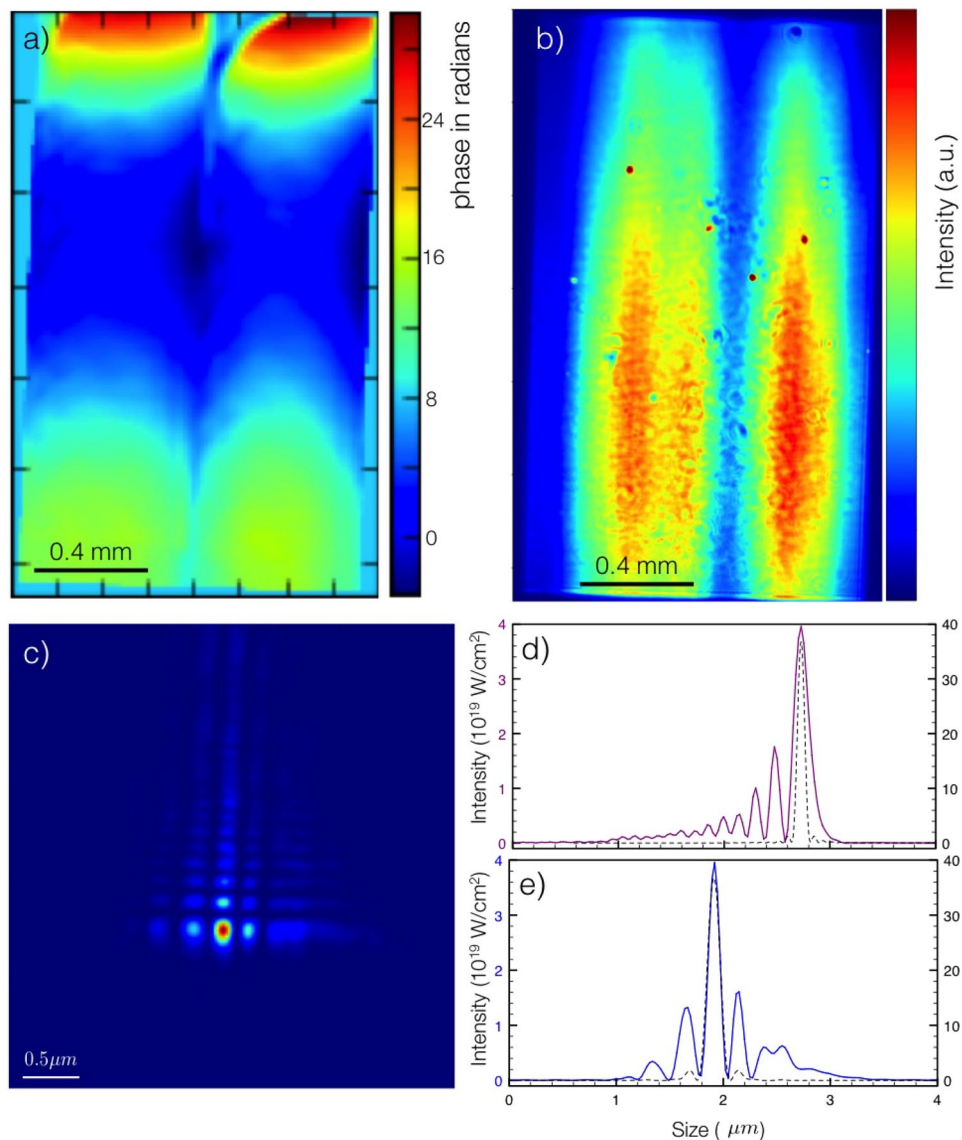 a)
phase in radians
24
16
8
0
0.4 mm
b)
Intensity (a.u.)
0.4 mm
c)
0.5μm
d)
Intensity (10¹⁹ W/cm²)
4
3
2
1
0
40
30
20
10
0
e)
Intensity (10¹⁹ W/cm²)
4
3
2
1
0
40
30
20
10
0
0 1 2 3 4
Size ( μm)